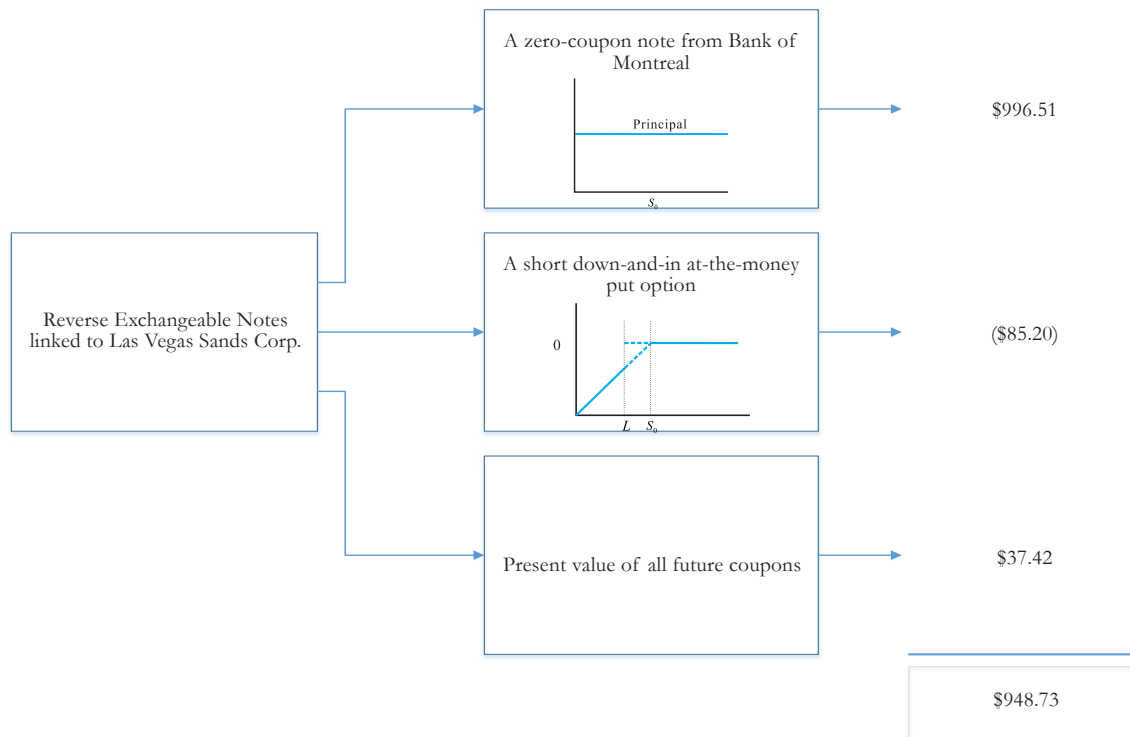 A zero-coupon note from Bank of
Montreal
Principal
S₀
$996.51
Reverse Exchangeable Notes
linked to Las Vegas Sands Corp.
A short down-and-in at-the-money
put option
0
L
S₀
($85.20)
Present value of all future coupons
$37.42
$948.73